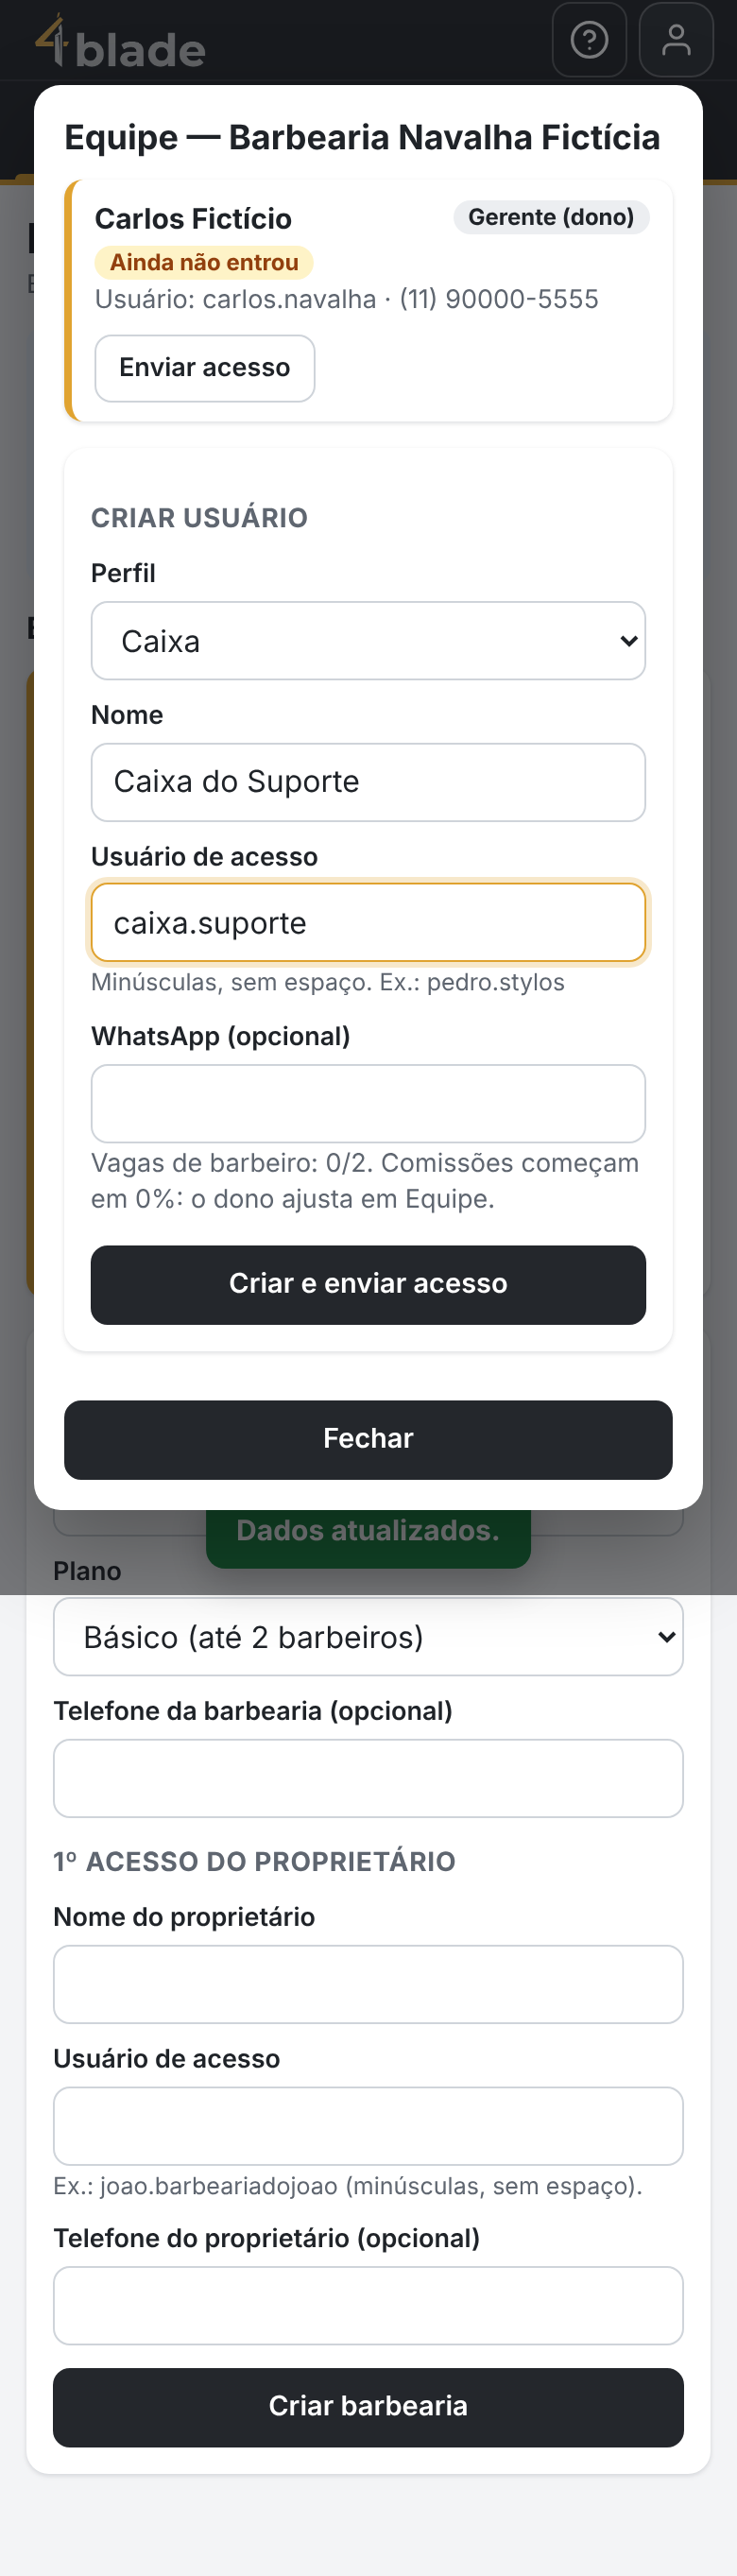 4blade
Equipe — Barbearia Navalha Fictícia
Carlos Fictício
Gerente (dono)
Ainda não entrou
Usuário: carlos.navalha · (11) 90000-5555
Enviar acesso
CRIAR USUÁRIO
Perfil
Caixa
Nome
Caixa do Suporte
Usuário de acesso
caixa.suporte
Minúsculas, sem espaço. Ex.: pedro.stylos
WhatsApp (opcional)
Vagas de barbeiro: 0/2. Comissões começam
em 0%: o dono ajusta em Equipe.
Criar e enviar acesso
Fechar
Dados atualizados.
Plano
Básico (até 2 barbeiros)
Telefone da barbearia (opcional)
1º ACESSO DO PROPRIETÁRIO
Nome do proprietário
Usuário de acesso
Ex.: joao.barbeariadojoao (minúsculas, sem espaço).
Telefone do proprietário (opcional)
Criar barbearia